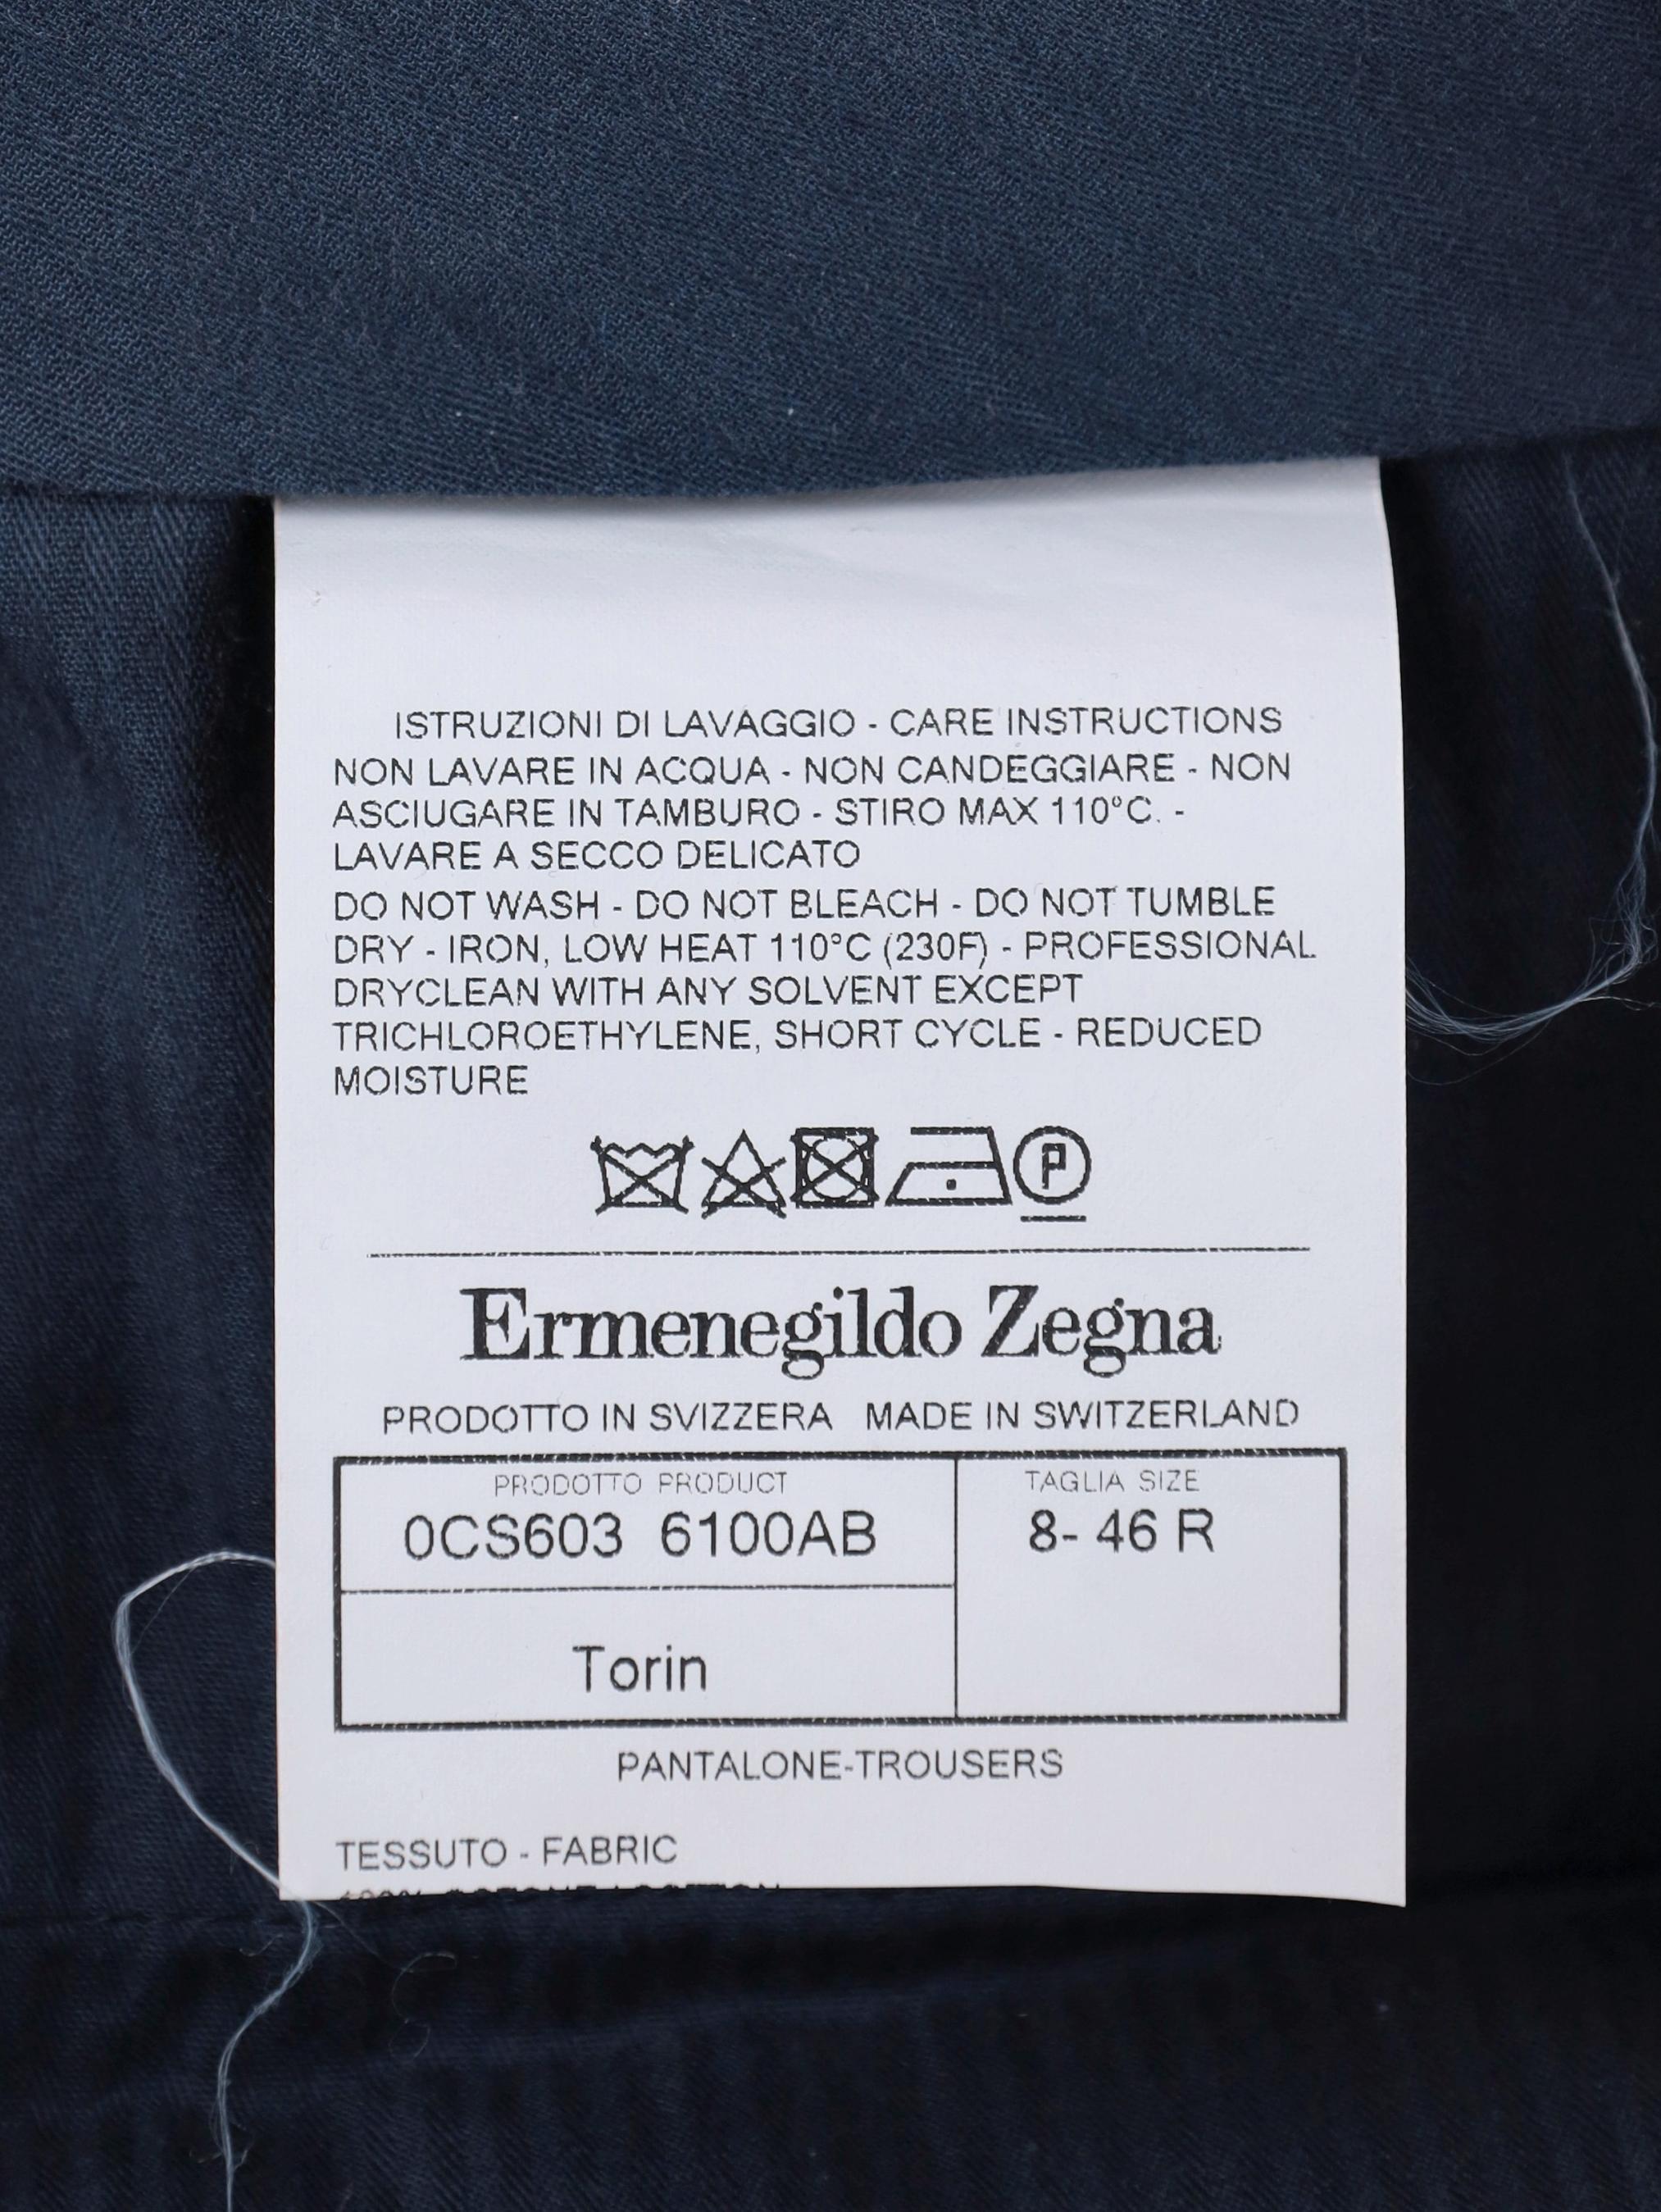 ISTRUZIONI DI LAVAGGIO - CARE INSTRUCTIONS
NON LAVARE IN ACQUA - NON CANDEGGIARE - NON
ASCIUGARE IN TAMBURO - STIRO MAX 110°C. -
LAVARE A SECCO DELICATO
DO NOT WASH - DO NOT BLEACH - DO NOT TUMBLE
DRY - IRON, LOW HEAT 110°C (230F) - PROFESSIONAL
DRYCLEAN WITH ANY SOLVENT EXCEPT
TRICHLOROETHYLENE, SHORT CYCLE - REDUCED
MOISTURE
P
Ermenegildo Zegna
PRODOTTO IN SVIZZERA MADE IN SWITZERLAND
PRODOTTO PRODUCT TAGLIA SIZE
0CS603 6100AB 8- 46 R
Torin
PANTALONE-TROUSERS
TESSUTO - FABRIC